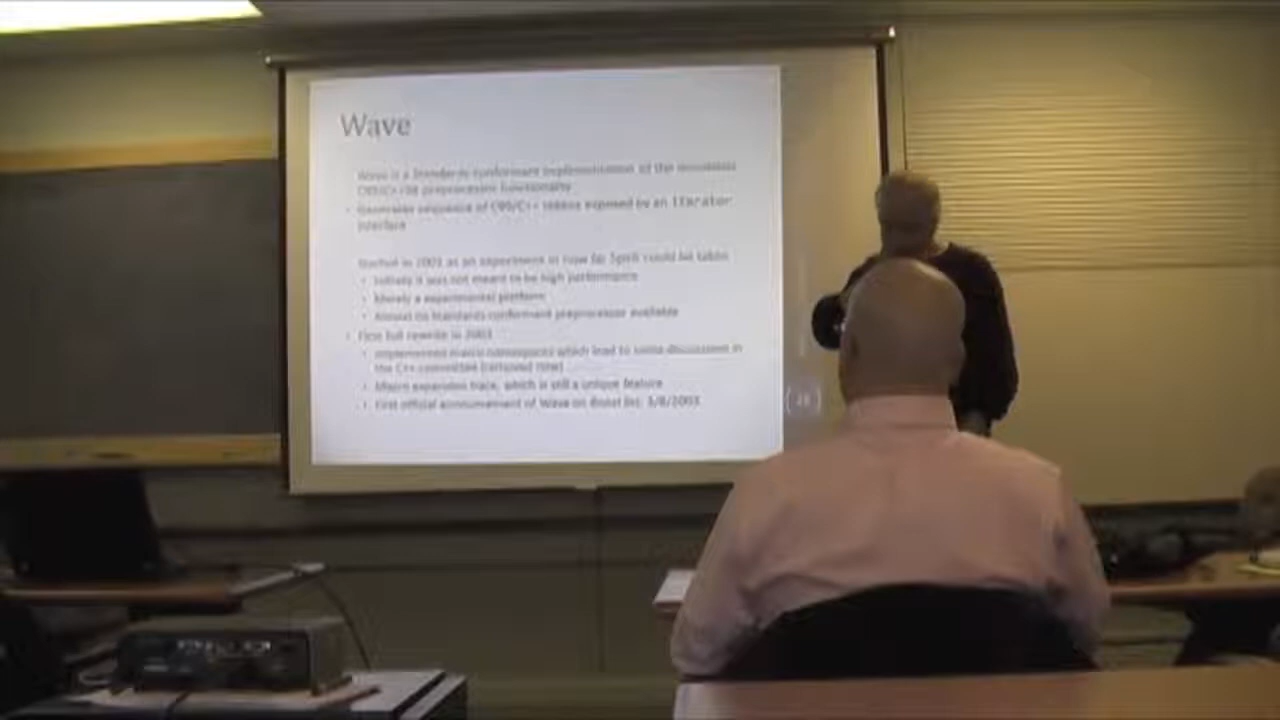 Wave
Wave is a Standards conformant implementation of the mandated
C99/C++98 preprocessor functionality
Generates sequence of C99/C++ tokens exposed by an Iterator
interface
Started in 2001 as an experiment in how far Spirit could be taken
Initially it was not meant to be high performance
Merely a experimental platform
Almost no Standards conformant preprocessor available
First full rewrite in 2003
Implemented macro namespaces which lead to some discussions in
the C++ committee
Macro expansion trace, which is still a unique feature
First official announcement of Wave on Boost list: 3/8/2003